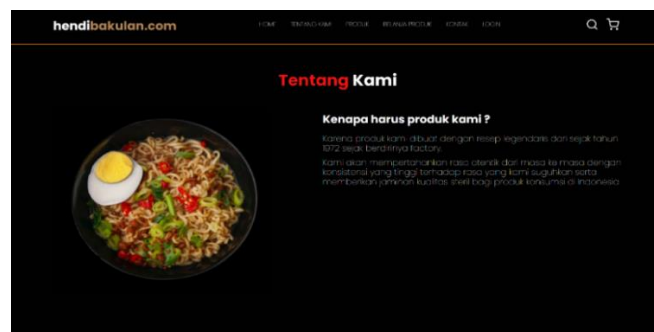 hendibakulan.com
HOME TENTANG KAMI PRODUK BELANJA PRODUK KONTAK LOGIN
Tentang Kami
Kenapa harus produk kami ?
Karena produk kami dibuat dengan resep legendaris dari sejak tahun
1972 sejak berdirinya factory.
Kami akan mempertahankan rasa otentik dari masa ke masa dengan
konsistensi yang tinggi terhadap rasa yang kami suguhkan serta
memberikan jaminan kualitas steril bagi produk konsumsi di Indonesia